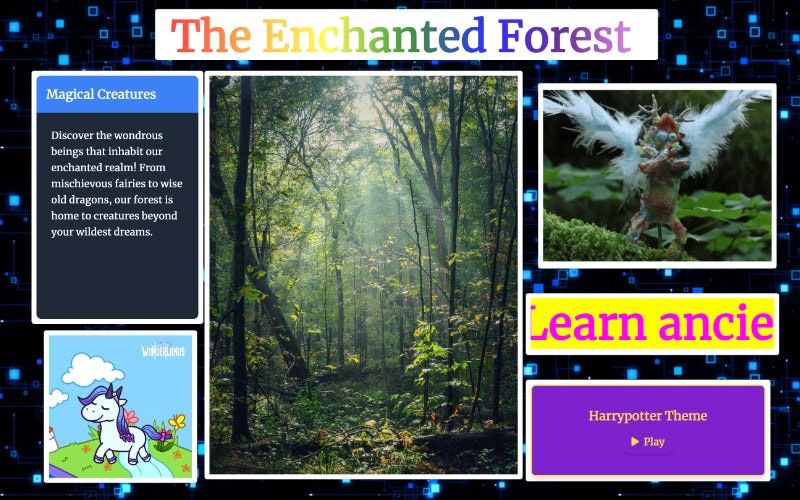 The Enchanted Forest
Magical Creatures
Discover the wondrous
beings that inhabit our
enchanted realm! From
mischievous fairies to wise
old dragons, our forest is
home to creatures beyond
your wildest dreams.
WONDERLANDS
Learn ancie
Harrypotter Theme
Play